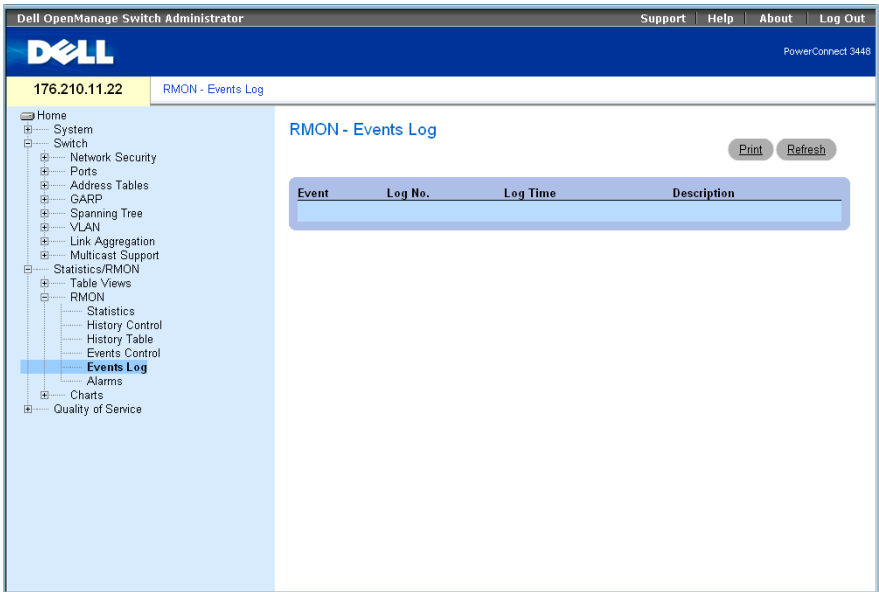 Dell OpenManage Switch Administrator Support Help About Log Out
DELL PowerConnect 3448
176.210.11.22 RMON - Events Log
Home
System
Switch
Network Security
Ports
Address Tables
GARP
Spanning Tree
VLAN
Link Aggregation
Multicast Support
Statistics/RMON
Table Views
RMON
Statistics
History Control
History Table
Events Control
Events Log
Alarms
Charts
Quality of Service
RMON - Events Log
Print Refresh
Event Log No. Log Time Description